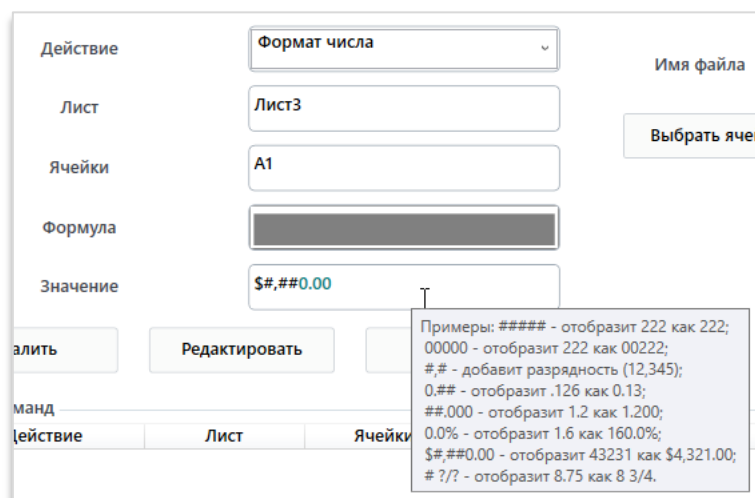 Действие
Формат числа
Имя файла
Лист
Лист3
Выбрать яче
Ячейки
A1
Формула
Значение
$#,##0.00
Примеры: ##### - отобразит 222 как 222;
00000 - отобразит 222 как 00222;
#,# - добавит разрядность (12,345);
0.## - отобразит .126 как 0.13;
##.000 - отобразит 1.2 как 1.200;
0.0% - отобразит 1.6 как 160.0%;
$#,##0.00 - отобразит 43231 как $4,321.00;
# ?/? - отобразит 8.75 как 8 3/4.
алить
Редактировать
манд
Действие
Лист
Ячейки